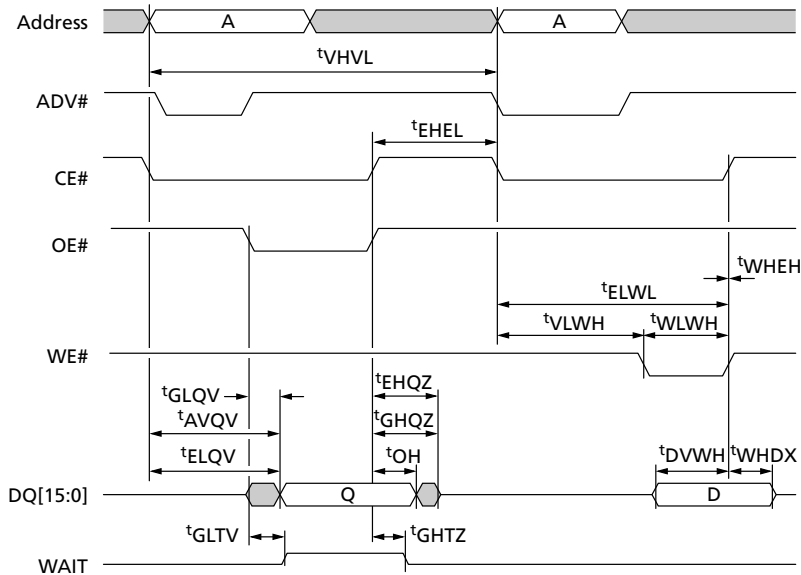 Address
A
A
tVHVL
ADV#
tEHEL
CE#
OE#
tWHEH
tELWL
tVLWH
tWLWH
WE#
tEHQZ
tGLQV
tGHQZ
tAVQV
tOH
tELQV
tDVWH
tWHDX
DQ[15:0]
Q
D
tGLTV
tGHTZ
WAIT